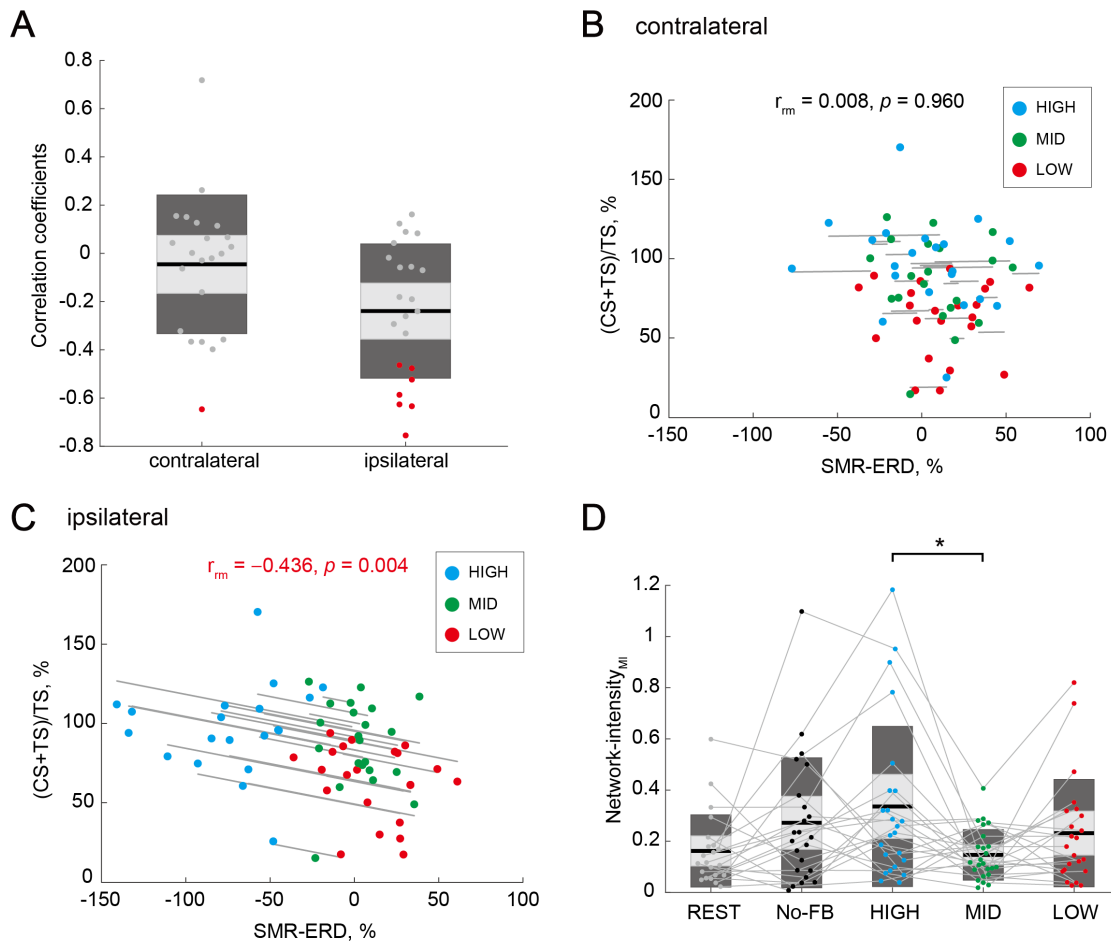 A
0.8
0.6
0.4
0.2
0
-0.2
-0.4
-0.6
-0.8
Correlation coefficients
contralateral
ipsilateral
B
contralateral
r_rm = 0.008, p = 0.960
HIGH
MID
LOW
200
150
100
50
0
(CS+TS)/TS, %
-150
-100
-50
0
50
100
SMR-ERD, %
C
ipsilateral
r_rm = −0.436, p = 0.004
HIGH
MID
LOW
200
150
100
50
0
(CS+TS)/TS, %
-150
-100
-50
0
50
100
SMR-ERD, %
D
*
1.2
1
0.8
0.6
0.4
0.2
0
Network-intensity_MI
REST
No-FB
HIGH
MID
LOW